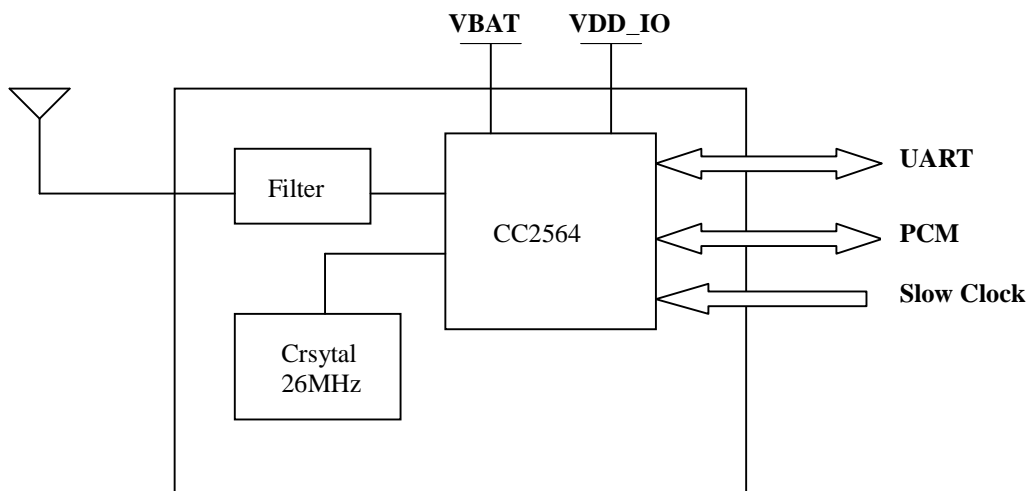 VBAT
VDD_IO
Filter
CC2564
UART
PCM
Slow Clock
Crsytal
26MHz